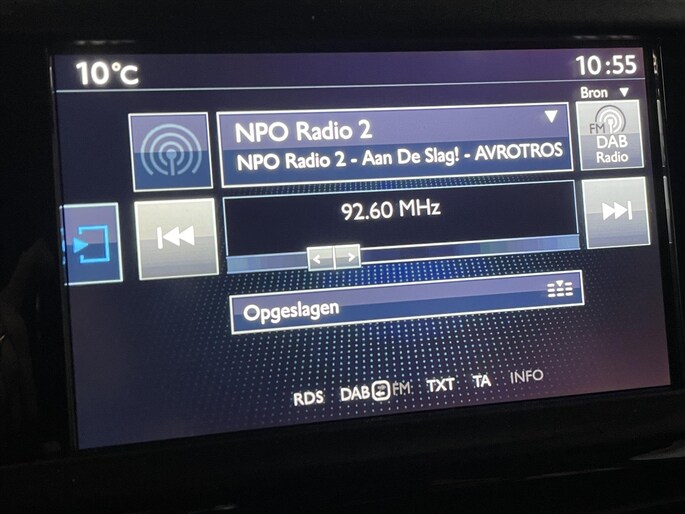 10°C
10:55
Bron
NPO Radio 2
NPO Radio 2 - Aan De Slag! - AVROTROS
FM
DAB
Radio
92.60 MHz
Opgeslagen
RDS DAB FM TXT TA INFO